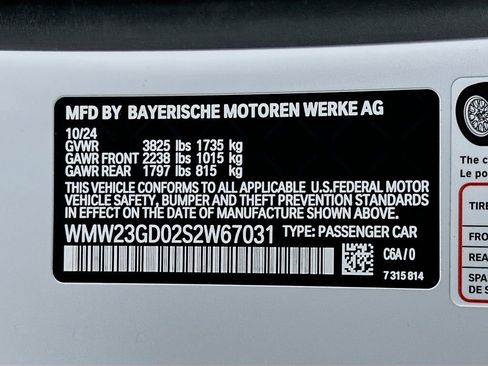 MFD BY BAYERISCHE MOTOREN WERKE AG
10/24
GVWR 3825 lbs 1735 kg
GAWR FRONT 2238 lbs 1015 kg
GAWR REAR 1797 lbs 815 kg
THIS VEHICLE CONFORMS TO ALL APPLICABLE U.S.FEDERAL MOTOR
VEHICLE SAFETY, BUMPER AND THEFT PREVENTION STANDARDS IN
EFFECT ON THE DATE OF MANUFACTURE SHOWN ABOVE.
WMW23GD02S2W67031 TYPE: PASSENGER CAR
C6A/0
7315814
The c
Le po
TIRE
FRO
REA
SPA
DE S